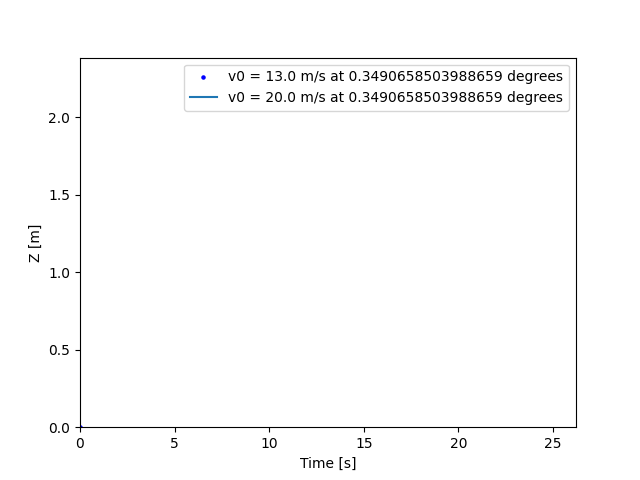 v0 = 13.0 m/s at 0.3490658503988659 degrees
v0 = 20.0 m/s at 0.3490658503988659 degrees
2.0
1.5
1.0
0.5
0.0
Z [m]
0 5 10 15 20 25
Time [s]